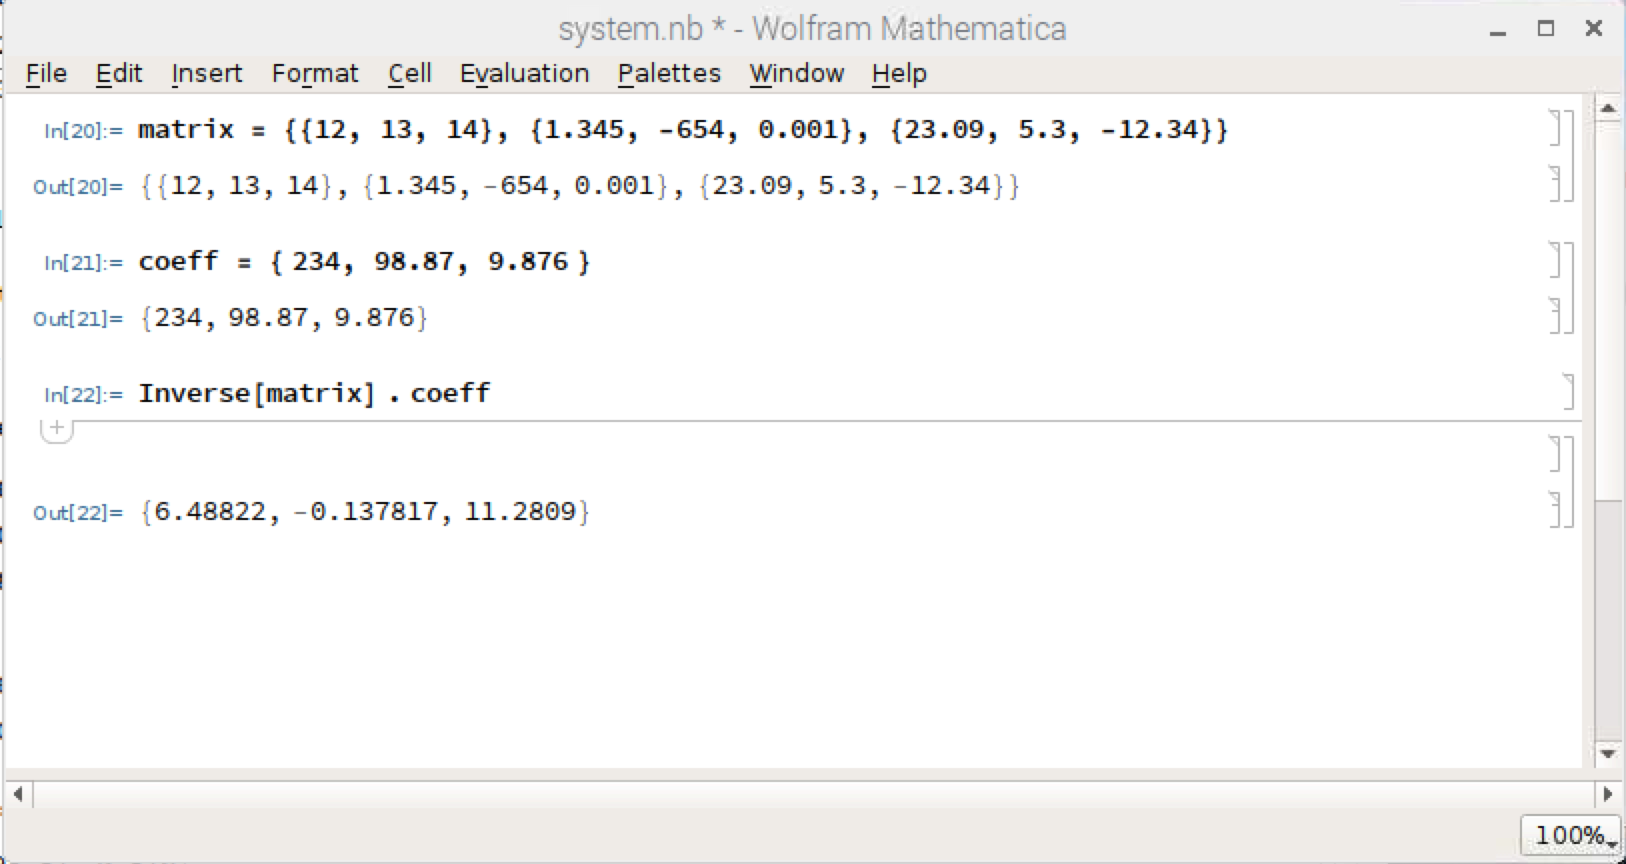 system.nb * - Wolfram Mathematica
File Edit Insert Format Cell Evaluation Palettes Window Help
In[20]:= matrix = {{12, 13, 14}, {1.345, -654, 0.001}, {23.09, 5.3, -12.34}}
Out[20]= {{12, 13, 14}, {1.345, -654, 0.001}, {23.09, 5.3, -12.34}}
In[21]:= coeff = { 234, 98.87, 9.876 }
Out[21]= {234, 98.87, 9.876}
In[22]:= Inverse[matrix] . coeff
Out[22]= {6.48822, -0.137817, 11.2809}
100%